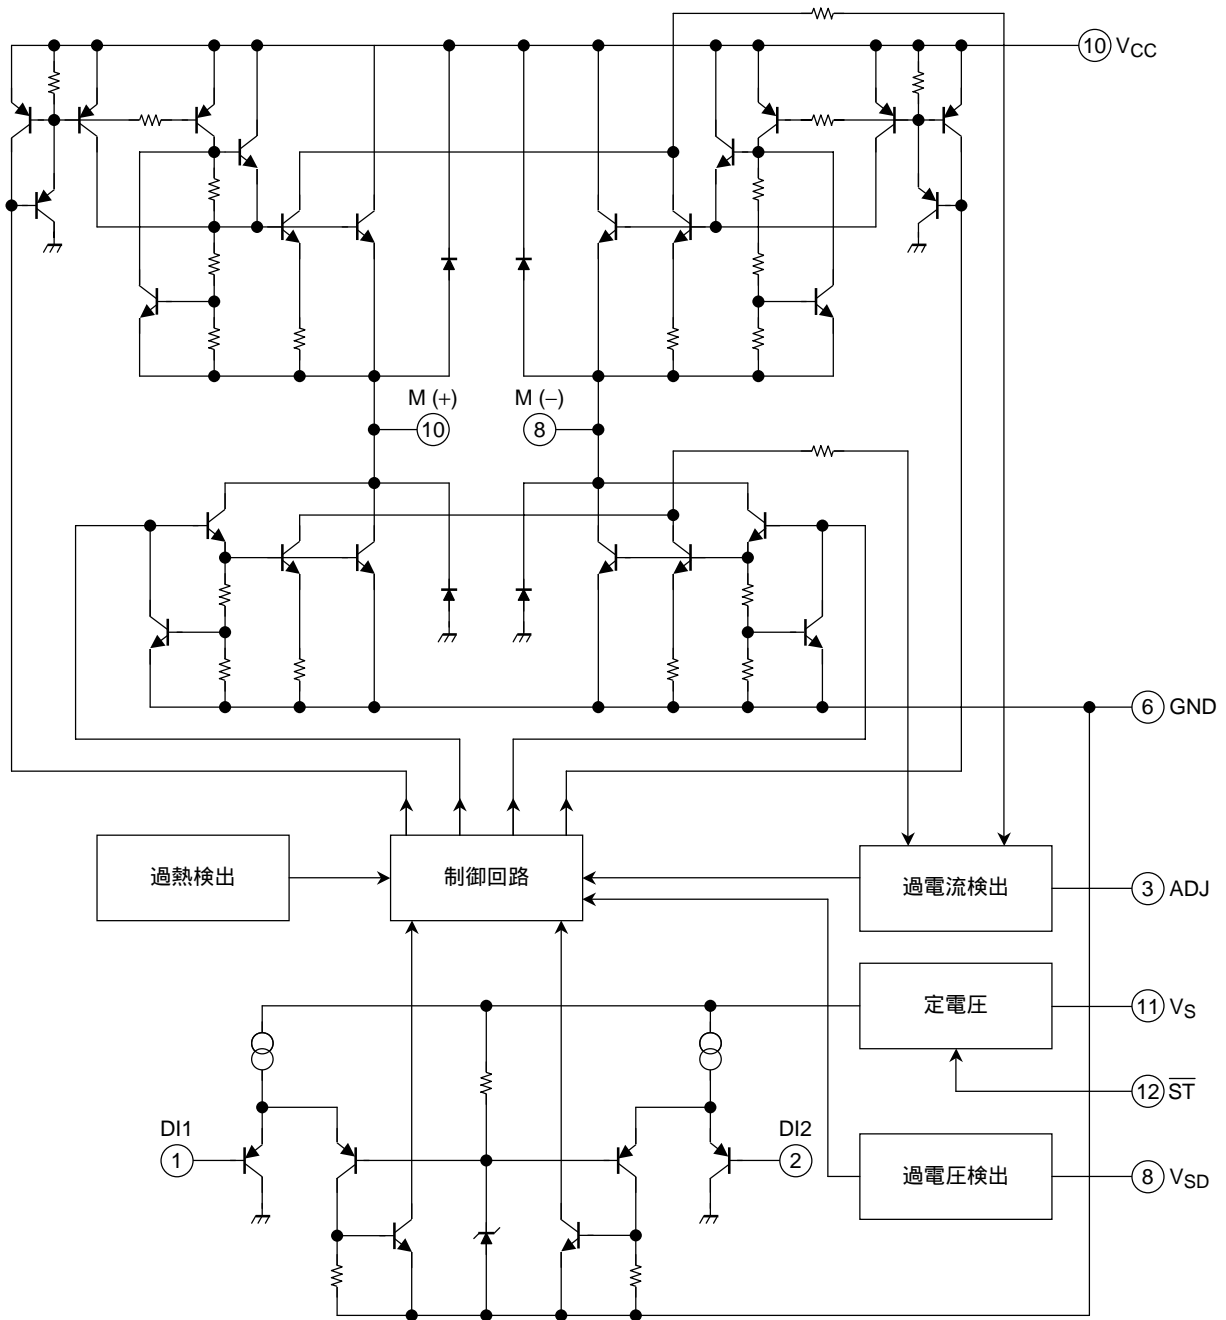 10 VCC
M (+)
10
M (−)
8
6 GND
過熱検出
制御回路
過電流検出
3 ADJ
定電圧
11 VS
12 ST
DI1
1
DI2
2
過電圧検出
8 VSD